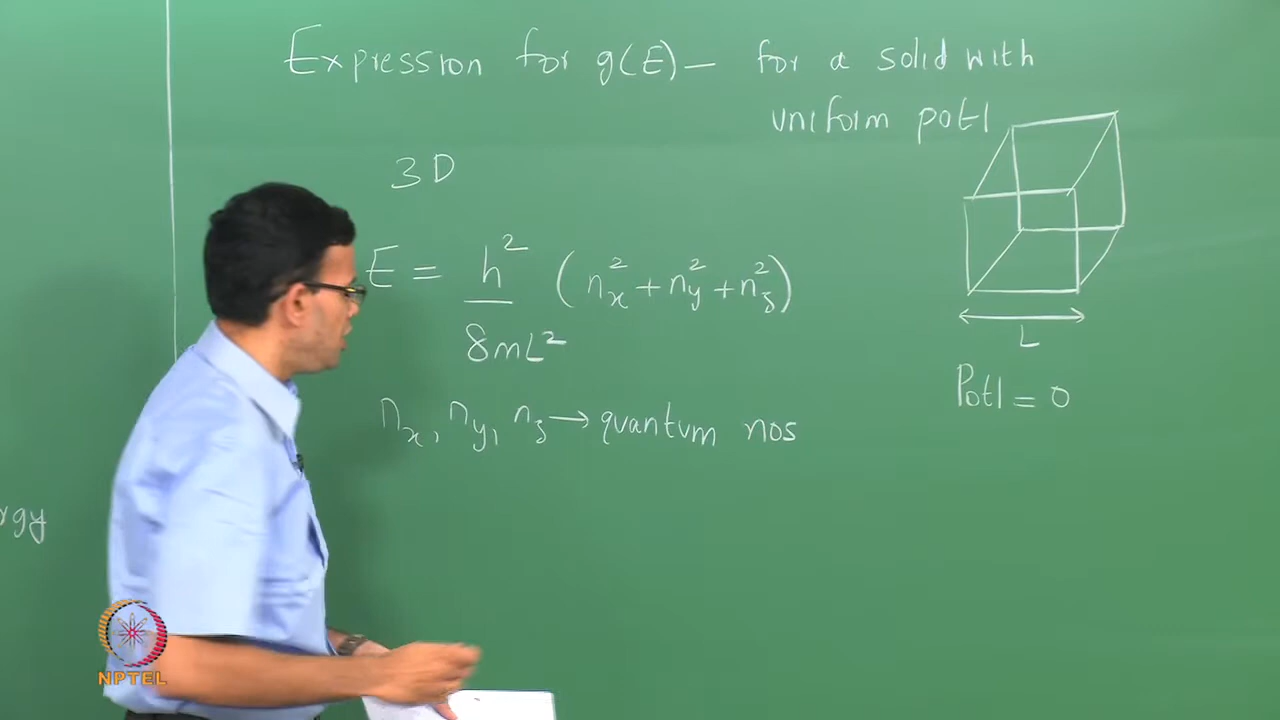 Expression for g(E) — for a solid with
uniform potl
3D
E = h² / 8mL² (nx² + ny² + nz²)
L
Potl = 0
nx, ny, nz → quantum nos
rgy
NPTEL